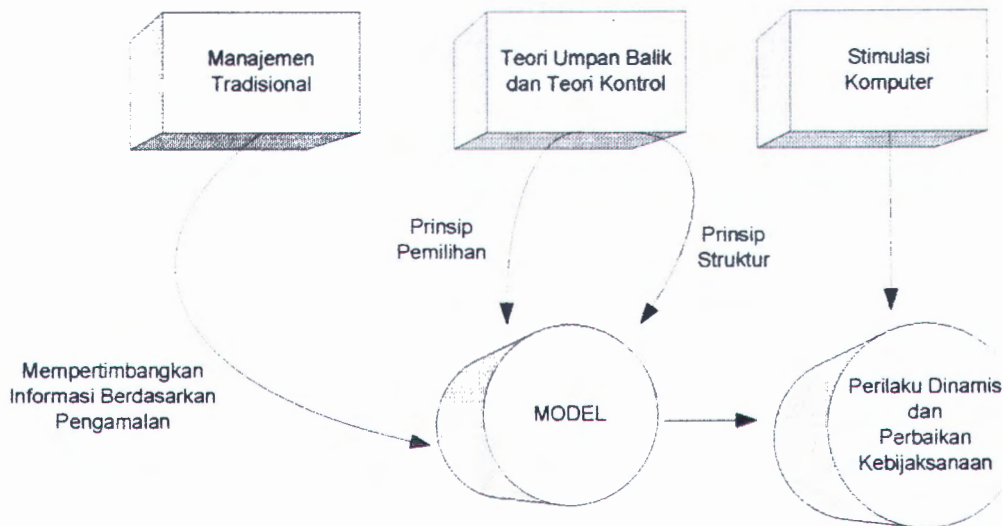 Manajemen
Tradisional
Teori Umpan Balik
dan Teori Kontrol
Stimulasi
Komputer
Prinsip
Pemilihan
Prinsip
Struktur
Mempertimbangkan
Informasi Berdasarkan
Pengamalan
MODEL
Perilaku Dinamis
dan
Perbaikan
Kebijaksanaan